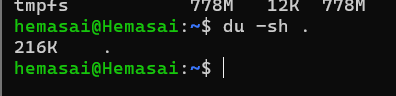 tmpfs 778M 12K 778M
hemasai@Hemasai:~$ du -sh .
216K .
hemasai@Hemasai:~$